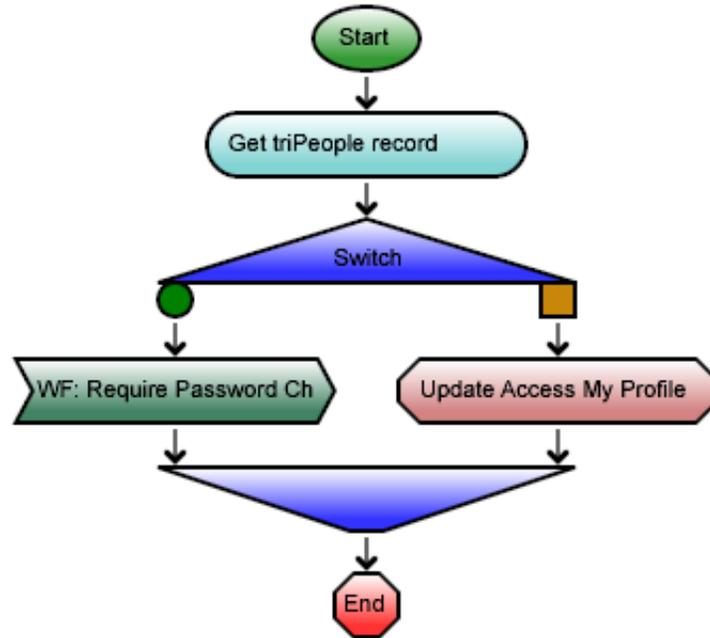 Start
Get triPeople record
Switch
WF: Require Password Ch
Update Access My Profile
End